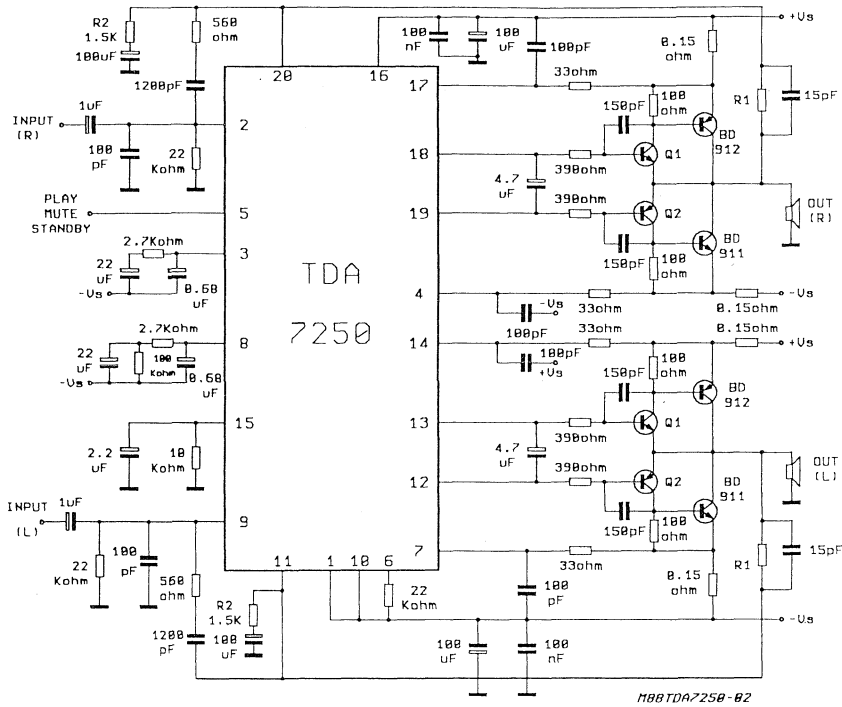 R2
1.5K
100uF
560
ohm
1200pF
20
16
100
nF
100
uF
100pF
0.15
ohm
+Vs
17
33ohm
100
ohm
150pF
R1
15pF
INPUT
(R)
1uF
2
100
pF
22
Kohm
18
390ohm
Q1
BD
912
4.7
uF
PLAY
MUTE
STANDBY
5
19
390ohm
Q2
OUT
(R)
150pF
100
ohm
BD
911
2.7Kohm
3
22
uF
0.68
uF
-Vs
TDA
7250
4
33ohm
0.15ohm
-Vs
-Vs
100pF
2.7Kohm
8
22
uF
100
Kohm
0.68
uF
-Vs
14
100pF
+Vs
33ohm
0.15ohm
+Vs
100
ohm
150pF
BD
912
15
2.2
uF
10
Kohm
13
390ohm
Q1
4.7
uF
12
390ohm
Q2
OUT
(L)
150pF
100
ohm
BD
911
INPUT
(L)
1uF
9
22
Kohm
100
pF
560
ohm
1200
pF
7
33ohm
0.15
ohm
R1
15pF
11
1
10
6
22
Kohm
R2
1.5K
100
uF
100
pF
100
uF
100
nF
-Vs
M88TDA7250-02